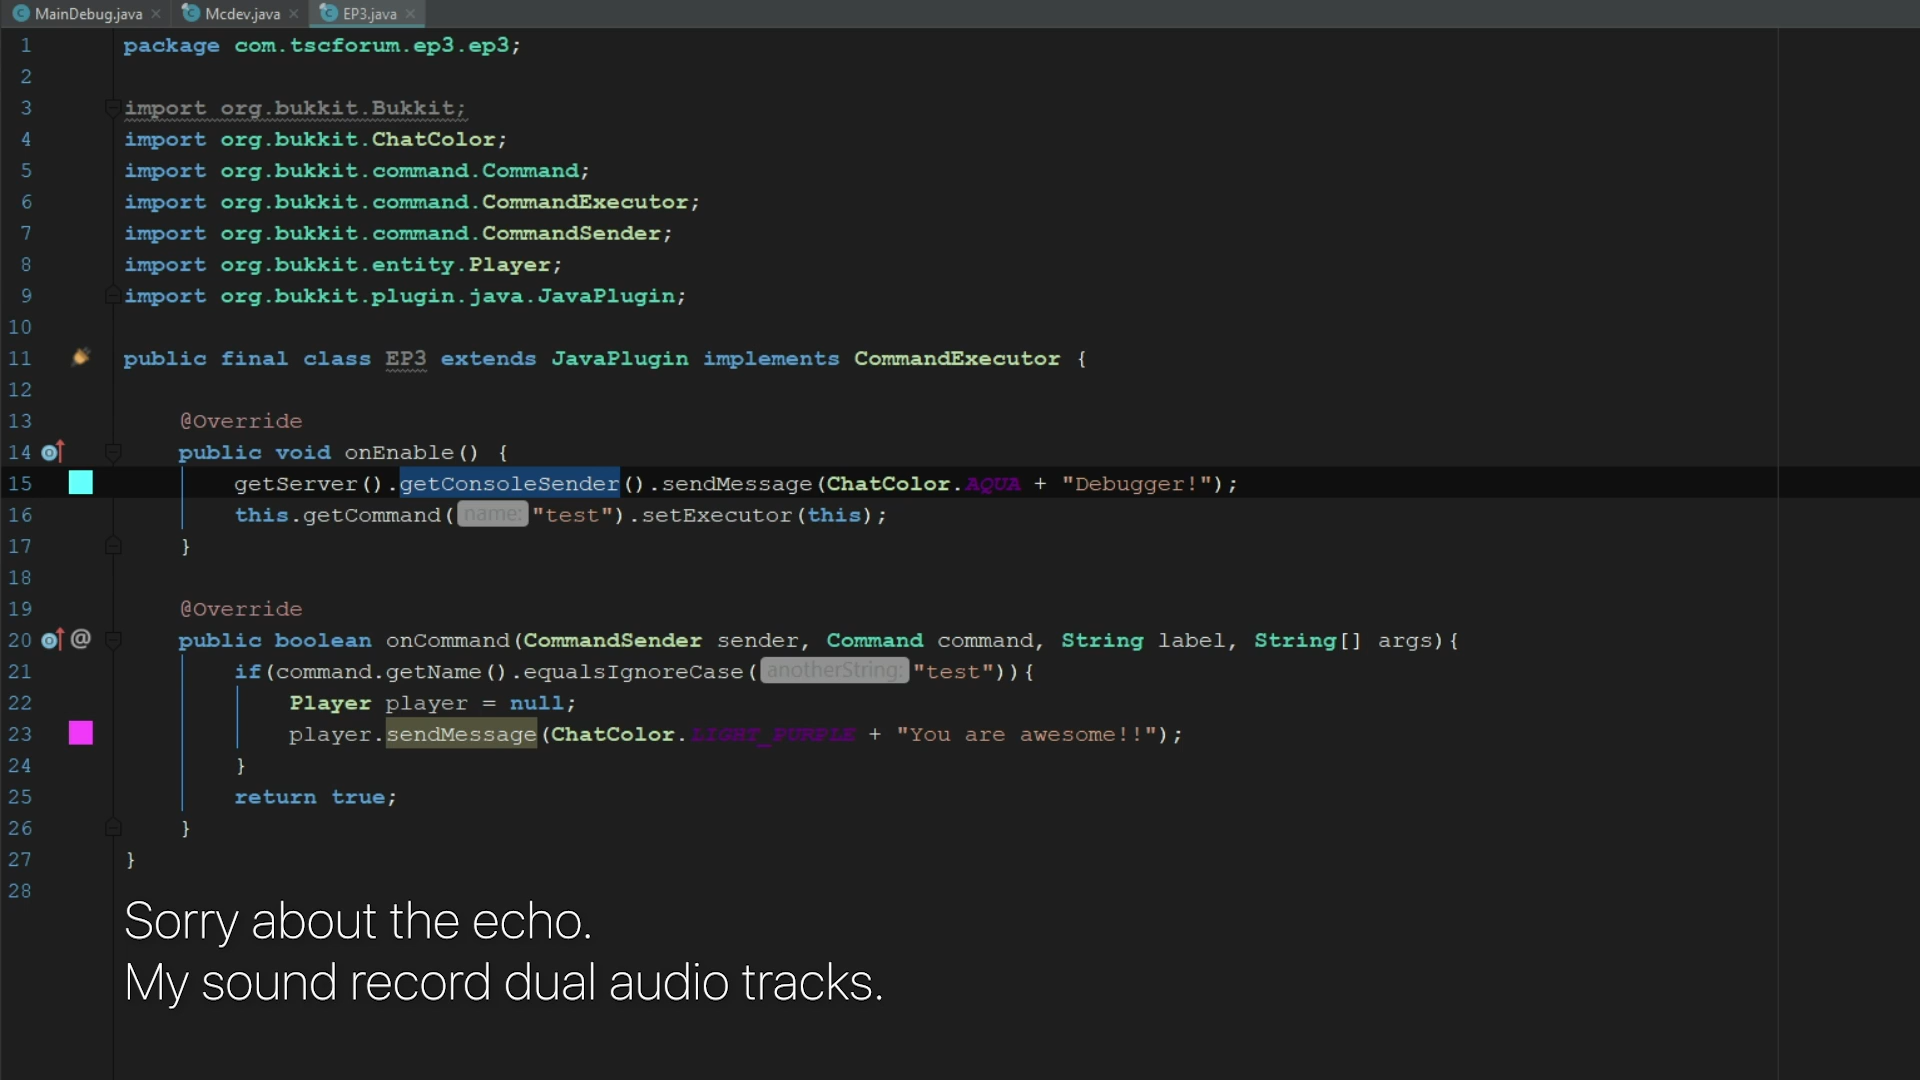 MainDebug.java
Mcdev.java
EP3.java
1 package com.tscforum.ep3.ep3;
2
3 import org.bukkit.Bukkit;
4 import org.bukkit.ChatColor;
5 import org.bukkit.command.Command;
6 import org.bukkit.command.CommandExecutor;
7 import org.bukkit.command.CommandSender;
8 import org.bukkit.entity.Player;
9 import org.bukkit.plugin.java.JavaPlugin;
10
11 public final class EP3 extends JavaPlugin implements CommandExecutor {
12
13 @Override
14 public void onEnable() {
15 getServer().getConsoleSender().sendMessage(ChatColor.AQUA + "Debugger!");
16 this.getCommand( name: "test").setExecutor(this);
17 }
18
19 @Override
20 @ public boolean onCommand(CommandSender sender, Command command, String label, String[] args){
21 if(command.getName().equalsIgnoreCase( anotherString: "test")){
22 Player player = null;
23 player.sendMessage(ChatColor.LIGHT_PURPLE + "You are awesome!!");
24 }
25 return true;
26 }
27 }
28
Sorry about the echo.
My sound record dual audio tracks.